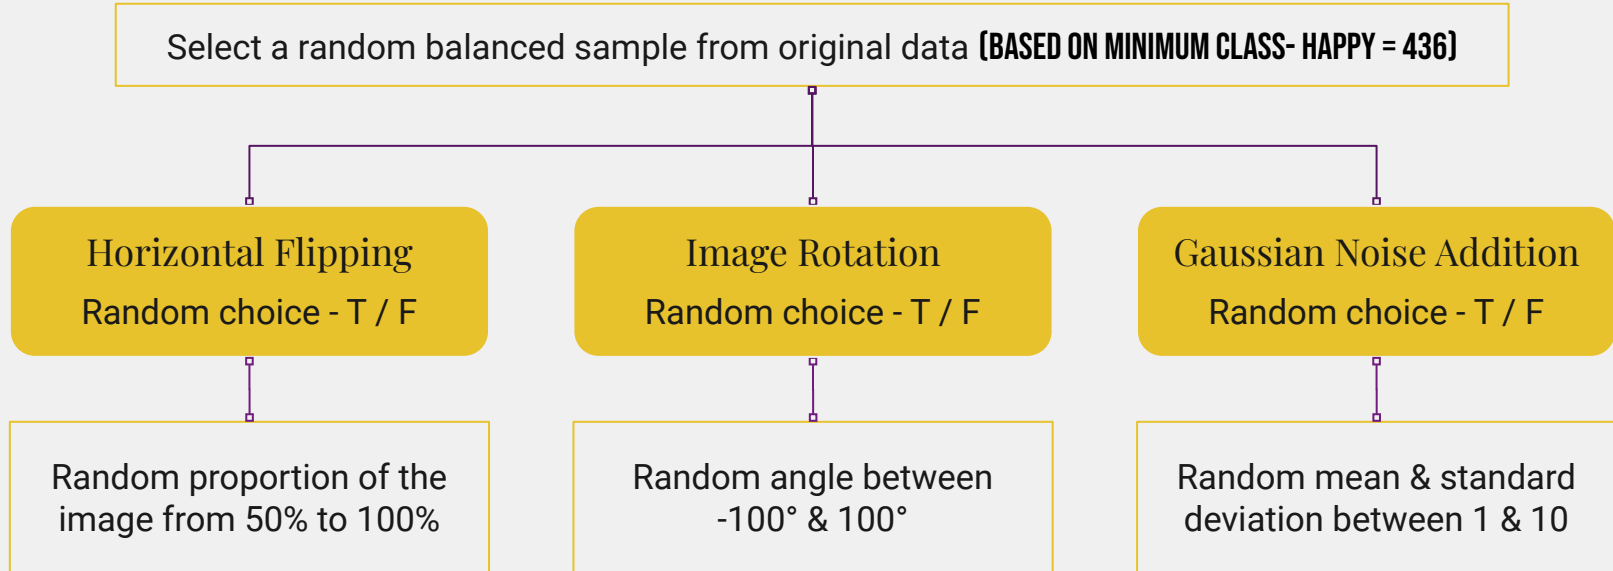 Select a random balanced sample from original data (BASED ON MINIMUM CLASS- HAPPY = 436)
Horizontal Flipping
Random choice - T / F
Image Rotation
Random choice - T / F
Gaussian Noise Addition
Random choice - T / F
Random proportion of the
image from 50% to 100%
Random angle between
-100° & 100°
Random mean & standard
deviation between 1 & 10